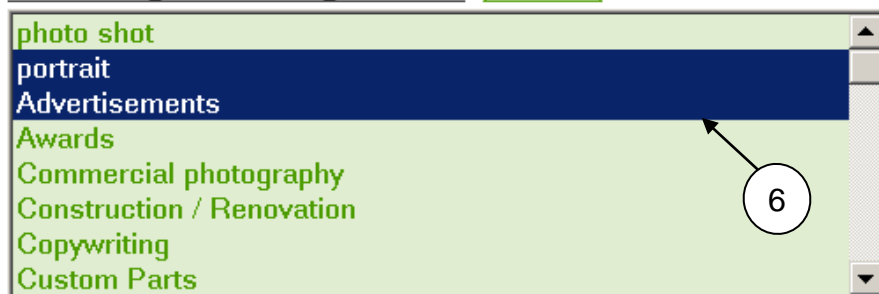 photo shot
portrait
Advertisements
Awards
6
Commercial photography
Construction / Renovation
Copywriting
Custom Parts